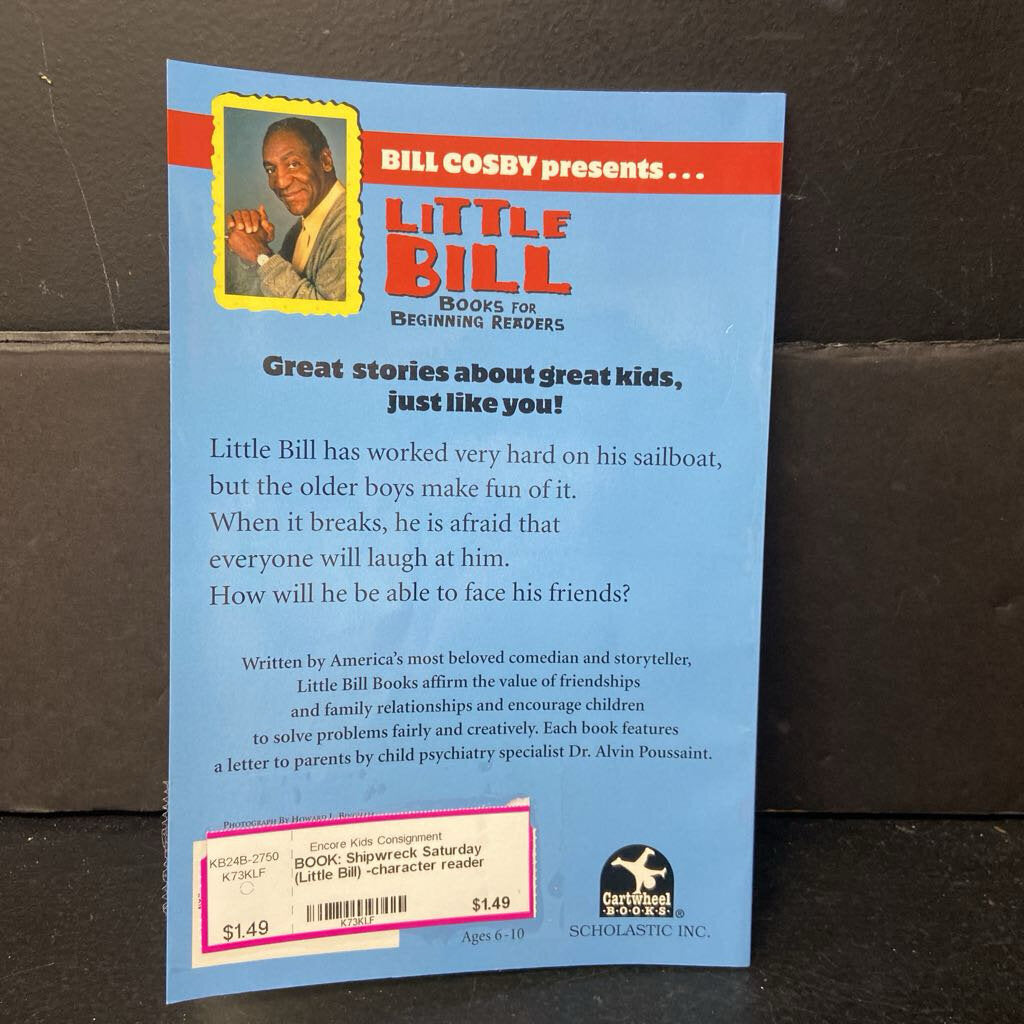 BILL COSBY presents...
LITTLE
BILL
BOOKS FOR
BEGINNING READERS
Great stories about great kids,
just like you!
Little Bill has worked very hard on his sailboat,
but the older boys make fun of it.
When it breaks, he is afraid that
everyone will laugh at him.
How will he be able to face his friends?
Written by America's most beloved comedian and storyteller,
Little Bill Books affirm the value of friendships
and family relationships and encourage children
to solve problems fairly and creatively. Each book features
a letter to parents by child psychiatry specialist Dr. Alvin Poussaint.
PHOTOGRAPH BY HOWARD L.
Encore Kids Consignment
KB24B-2750
K73KLF
BOOK: Shipwreck Saturday
(Little Bill) -character reader
$1.49
$1.49
K73KLF
Ages 6-10
Cartwheel
·B·O·O·K·S· ®
SCHOLASTIC INC.